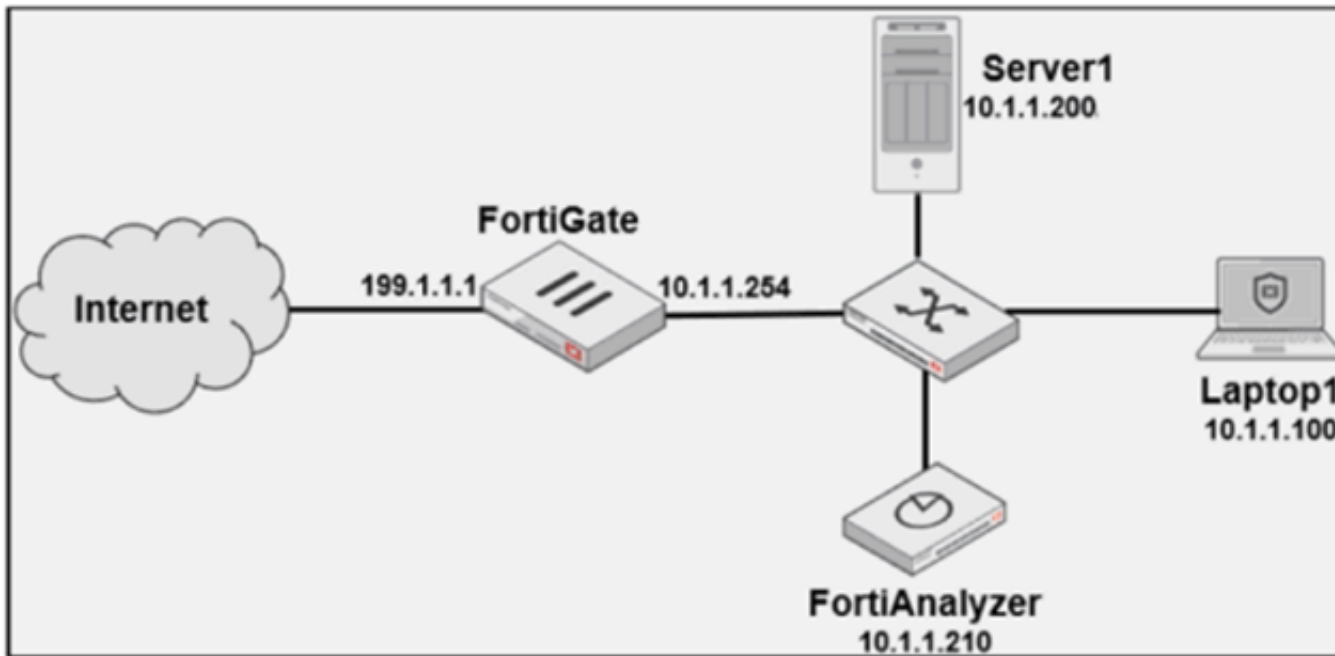 Server1
10.1.1.200
FortiGate
199.1.1.1
10.1.1.254
Internet
Laptop1
10.1.1.100
FortiAnalyzer
10.1.1.210